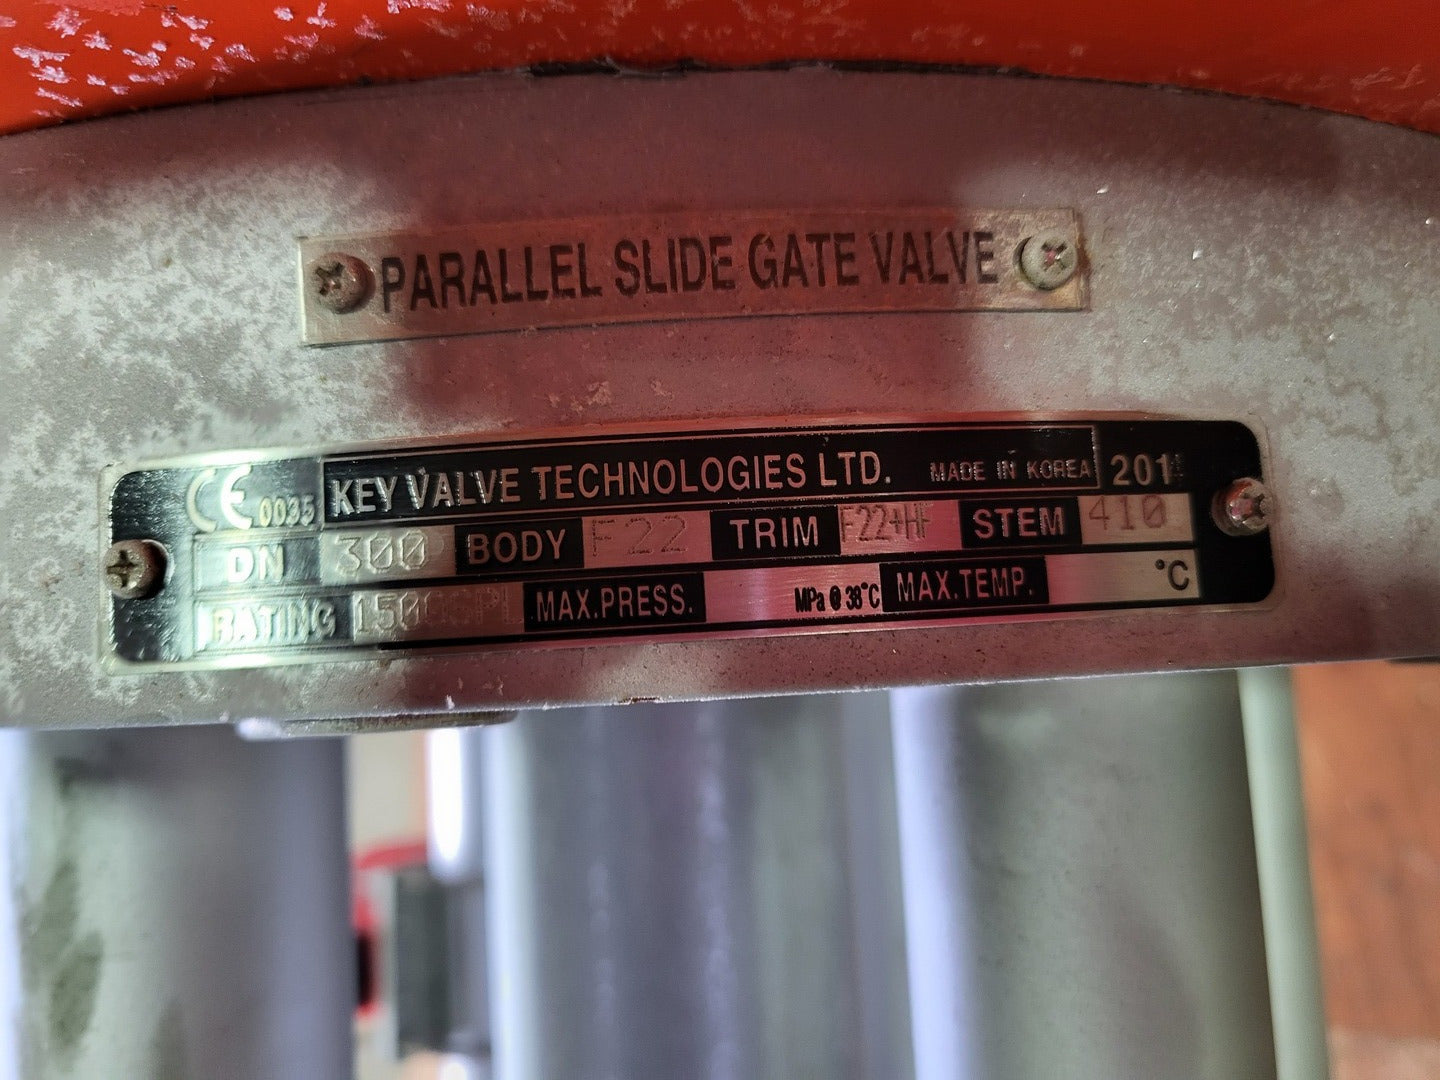 PARALLEL SLIDE GATE VALVE
CE 0035 KEY VALVE TECHNOLOGIES LTD. MADE IN KOREA
DN 300 BODY F22 TRIM F22+HF STEM 410
RATING MAX.PRESS. MPa @ 38°C MAX.TEMP. °C